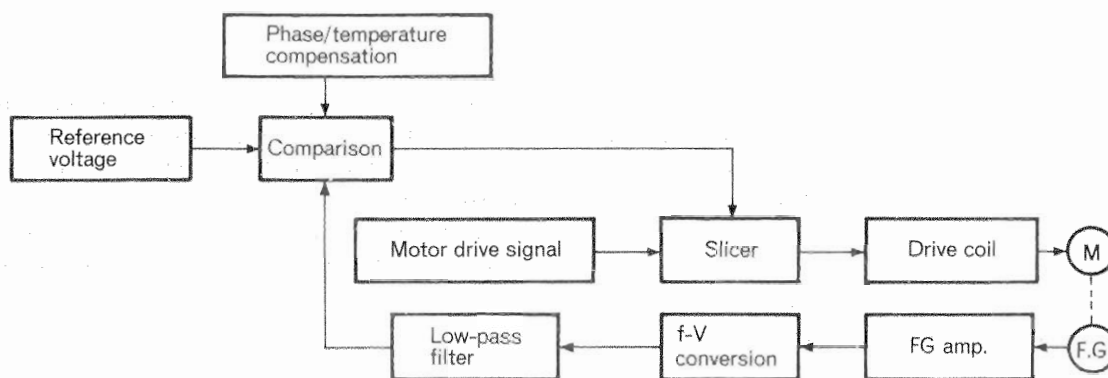 Phase/temperature
compensation
Reference
voltage
Comparison
Motor drive signal
Slicer
Drive coil
M
Low-pass
filter
f-V
conversion
FG amp.
F.G